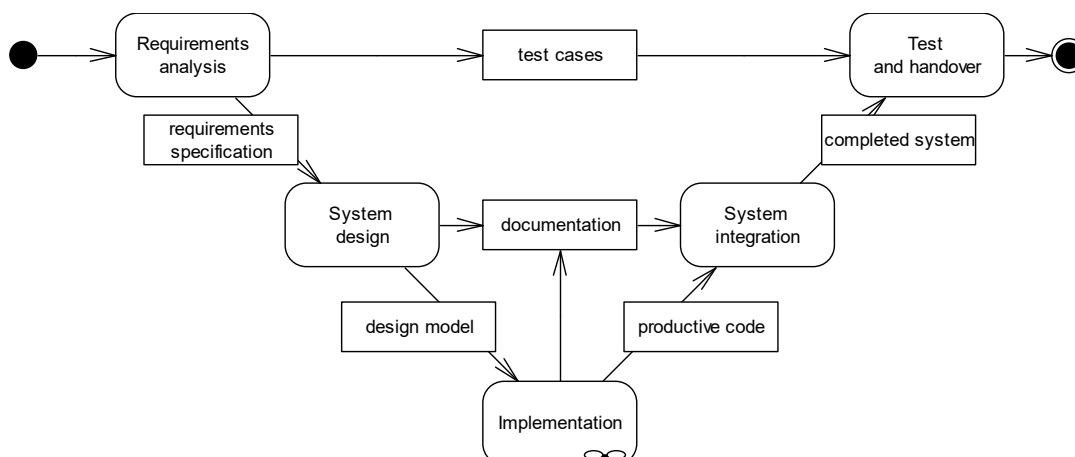 Requirements
analysis
test cases
Test
and handover
requirements
specification
completed system
System
design
documentation
System
integration
design model
productive code
Implementation